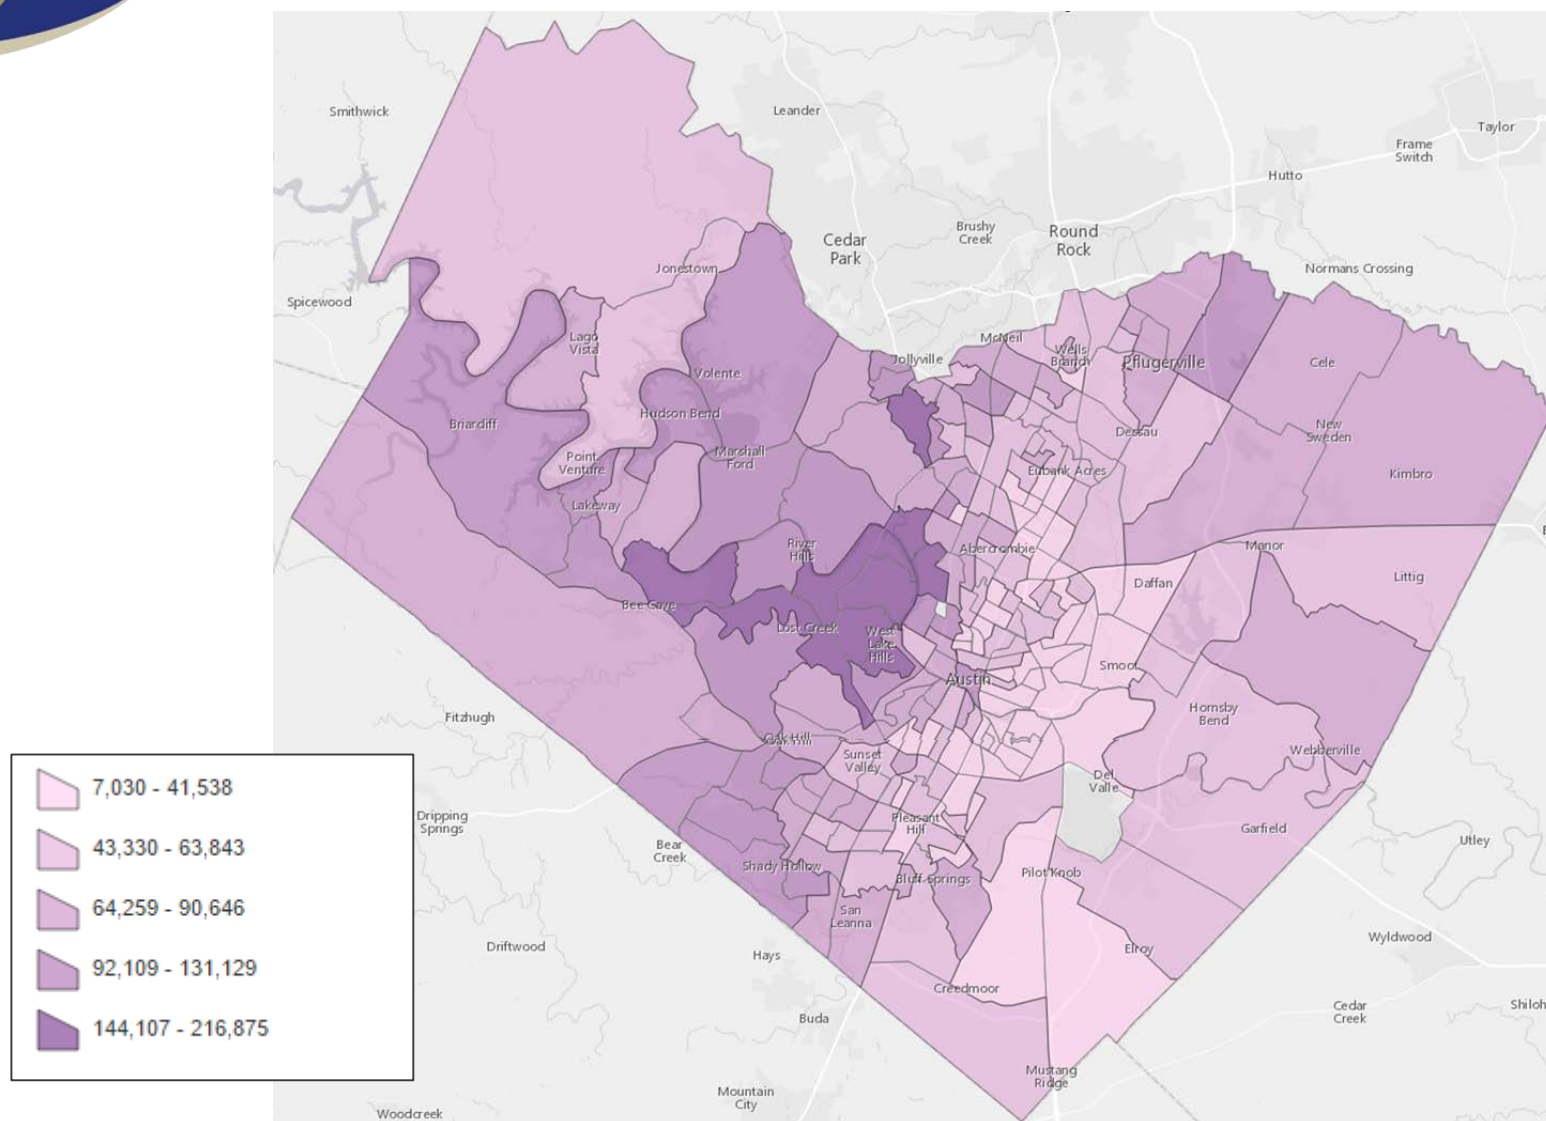 Smithwick
Leander
Taylor
Frame
Switch
Hutto
Brushy
Creek
Round
Rock
Cedar
Park
Normans Crossing
Jonestown
Spicewood
Lago
Vista
McNeil
Jollyville
Wells
Branch
Pflugerville
Cele
Volente
Hudson Bend
Briarcliff
New
Sweden
Dessau
Marshall
Ford
Point
Venture
Eubank Acres
Kimbro
Lakeway
River
Hills
Abercrombie
Manor
Littig
Daffan
Bee Cave
Lost Creek
West
Lake
Hills
Smoot
Austin
Fitzhugh
Hornsby
Bend
Oak Hill
Webberville
Sunset
Valley
Del
Valle
7,030 - 41,538
43,330 - 63,843
64,259 - 90,646
92,109 - 131,129
144,107 - 216,875
Dripping
Springs
Pleasant
Hill
Garfield
Utley
Bear
Creek
Shady Hollow
Bluff Springs
Pilot Knob
San
Leanna
Driftwood
Hays
Elroy
Wyldwood
Creedmoor
Buda
Cedar
Creek
Shiloh
Mustang
Ridge
Mountain
City
Woodcreek